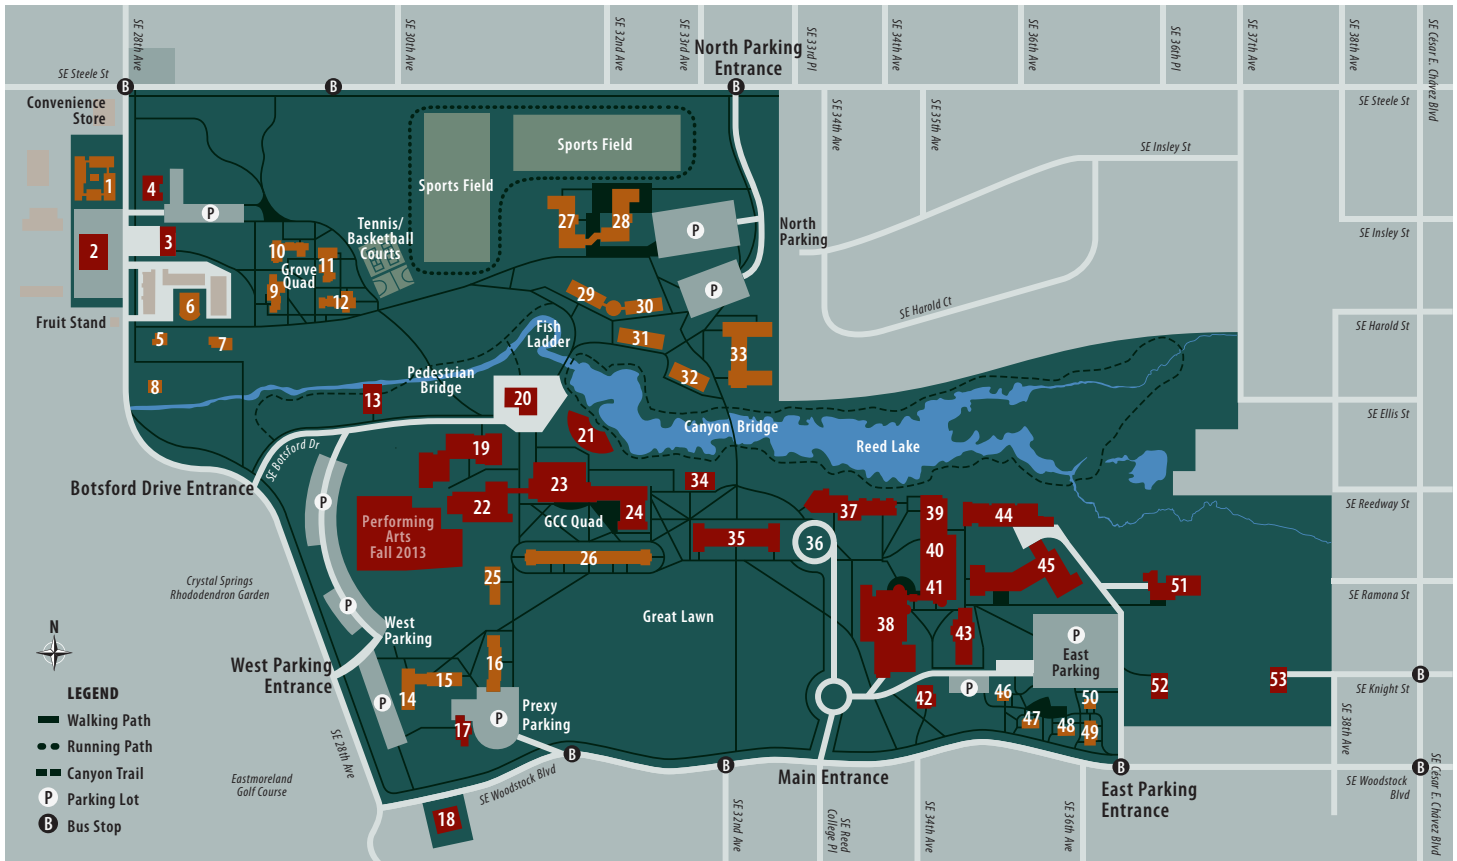 SE 28th Ave
SE 30th Ave
SE 32nd Ave
SE 33rd Ave
SE 33rd Pl
SE 34th Ave
SE 36th Ave
SE 36th Pl
SE 37th Ave
SE 38th Ave
SE César E. Chávez Blvd
North Parking
Entrance
SE Steele St
B
B
B
Convenience
Store
SE Steele St
SE 34th Ave
SE 35th Ave
Sports Field
SE Insley St
1
4
Sports Field
P
27
28
P
Tennis/
Basketball
Courts
North
Parking
SE Insley St
2
3
10
11
Grove
Quad
9
12
6
P
29
30
SE Harold Ct
Fruit Stand
Fish
Ladder
SE Harold St
5
7
31
33
8
Pedestrian
Bridge
32
13
20
SE Ellis St
21
Canyon Bridge
Reed Lake
SE Botsford Dr
19
Botsford Drive Entrance
P
23
34
22
24
GCC Quad
Performing
Arts
Fall 2013
37
39
44
SE Reedway St
35
36
40
26
45
25
41
51
Crystal Springs
Rhododendron Garden
SE Ramona St
P
Great Lawn
38
43
P
N
West
Parking
East
Parking
16
West Parking
Entrance
15
14
P
53
B
52
P
SE Knight St
LEGEND
46
42
50
Walking Path
P
Prexy
Parking
17
47
48
49
SE 38th Ave
Running Path
SE 28th Ave
B
Canyon Trail
B
Main Entrance
B
B
SE Woodstock
Blvd
Eastmoreland
Golf Course
SE Woodstock Blvd
East Parking
Entrance
P
Parking Lot
18
B
Bus Stop
SE 32nd Ave
SE Reed
College Pl
SE 34th Ave
SE 36th Ave
SE César E. Chávez Blvd